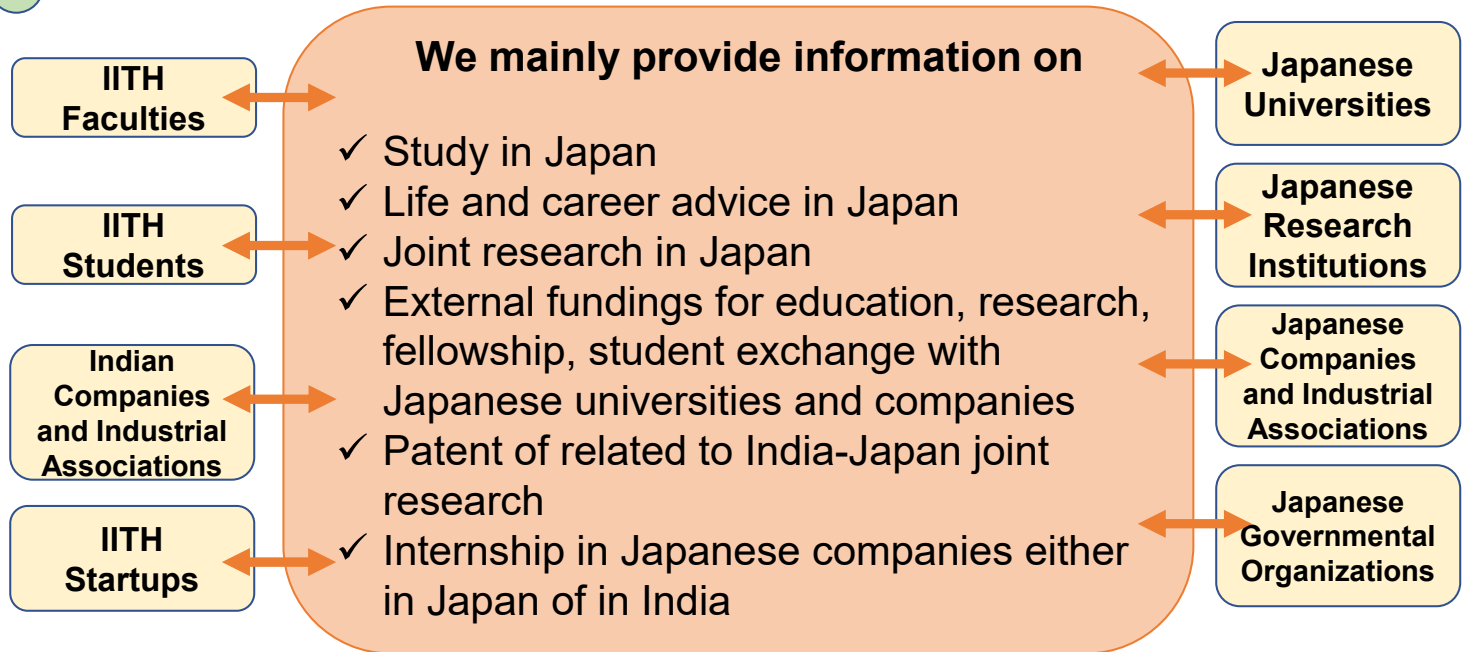 We mainly provide information on
✓ Study in Japan
✓ Life and career advice in Japan
✓ Joint research in Japan
✓ External fundings for education, research,
fellowship, student exchange with
Japanese universities and companies
✓ Patent of related to India-Japan joint
research
✓ Internship in Japanese companies either
in Japan of in India
IITH
Faculties
IITH
Students
Indian
Companies
and Industrial
Associations
IITH
Startups
Japanese
Universities
Japanese
Research
Institutions
Japanese
Companies
and Industrial
Associations
Japanese
Governmental
Organizations